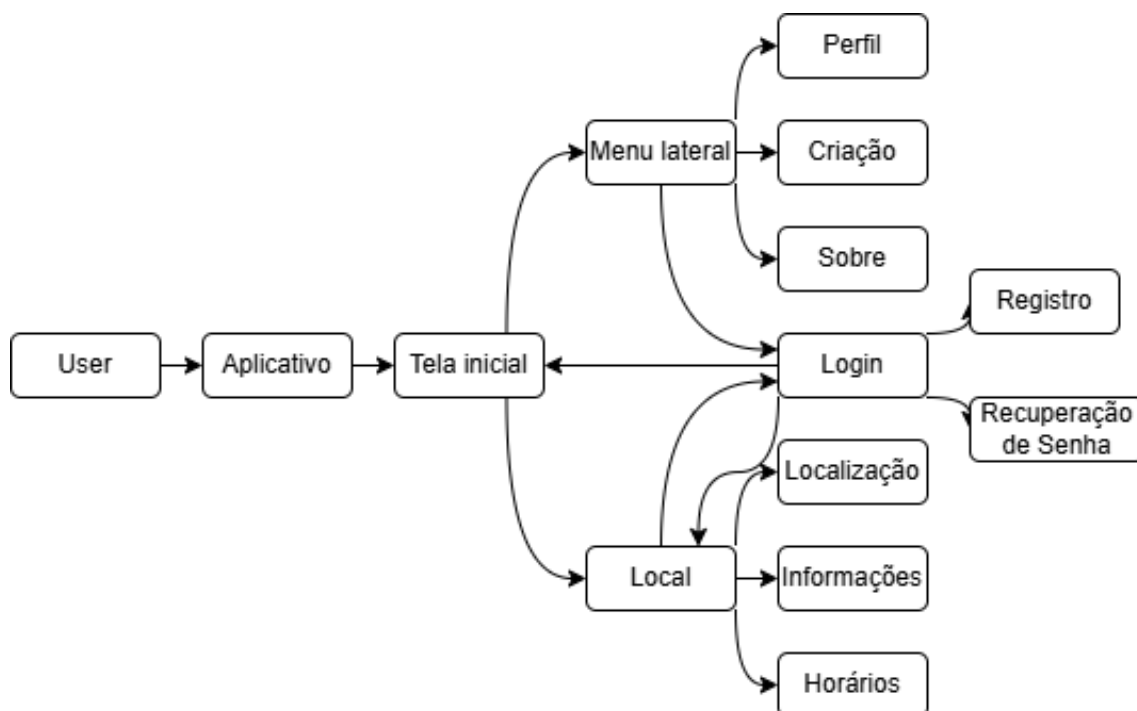 Perfil
Menu lateral
Criação
Sobre
Registro
User
Aplicativo
Tela inicial
Login
Recuperação
de Senha
Localização
Local
Informações
Horários